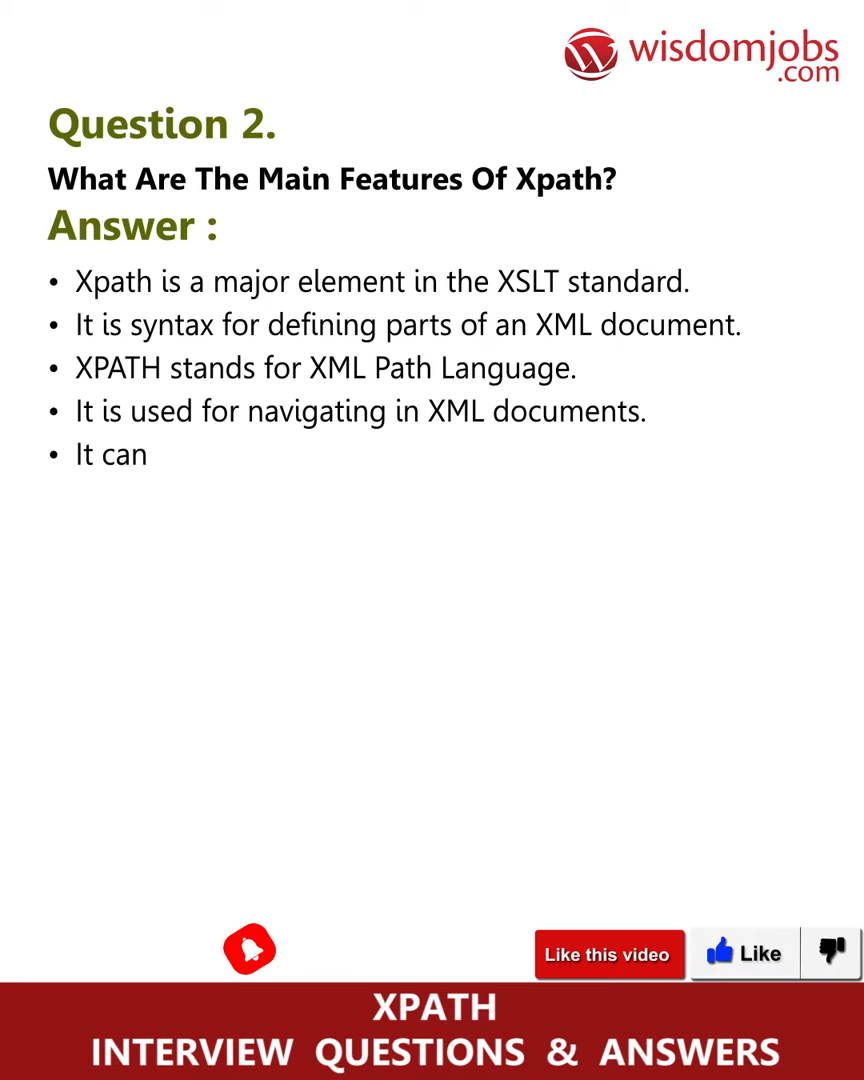 wisdomjobs
.com
Question 2.
What Are The Main Features Of Xpath?
Answer :
• Xpath is a major element in the XSLT standard.
• It is syntax for defining parts of an XML document.
• XPATH stands for XML Path Language.
• It is used for navigating in XML documents.
• It can
Like this video
Like
XPATH
INTERVIEW QUESTIONS & ANSWERS